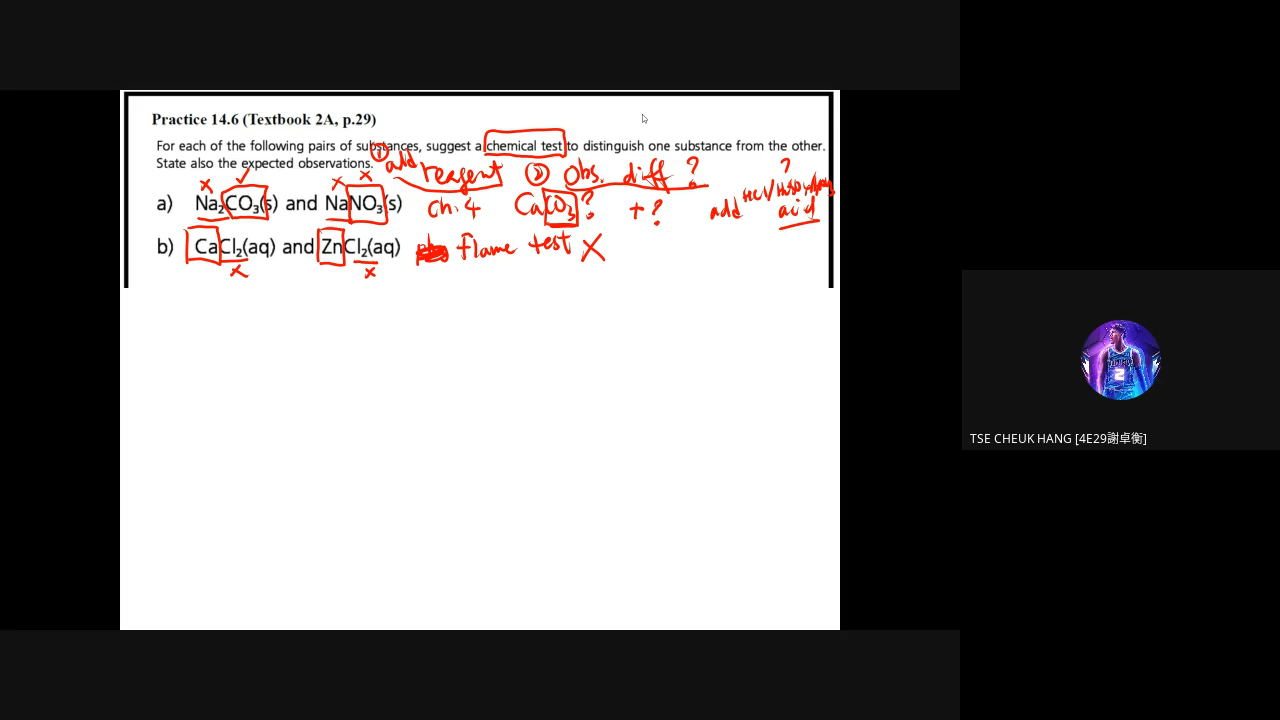 Practice 14.6 (Textbook 2A, p.29)
For each of the following pairs of substances, suggest a chemical test to distinguish one substance from the other.
State also the expected observations. ① add reagent ② obs. diff ?
a) Na₂CO₃(s) and NaNO₃(s) ch. 4 CaCO₃? + ? add acid
?
b) CaCl₂(aq) and ZnCl₂(aq) flame test X
TSE CHEUK HANG [4E29謝卓衡]